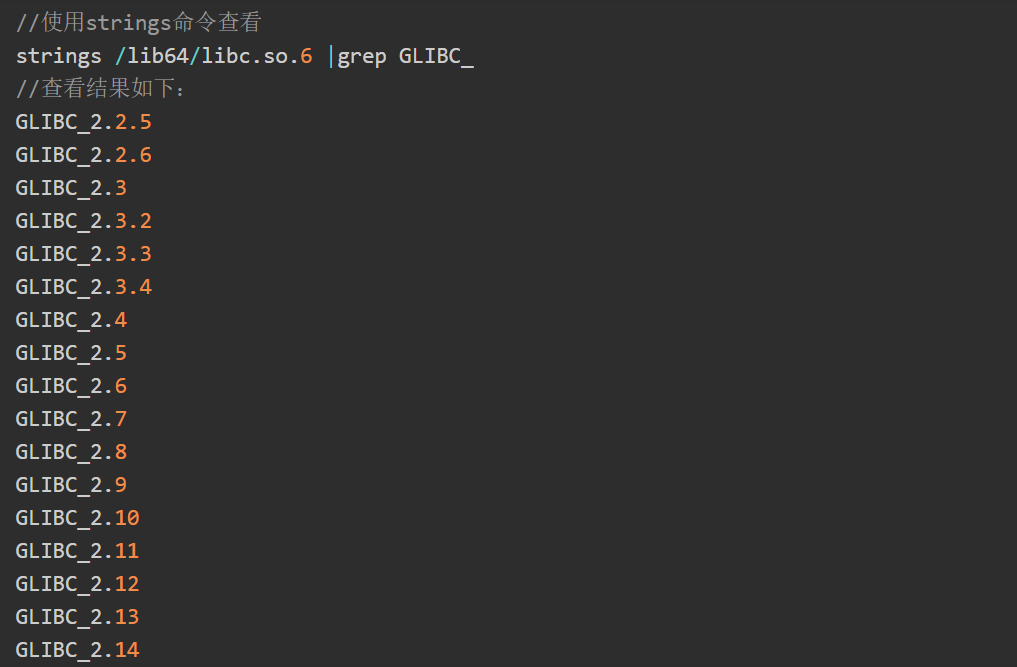 //使用strings命令查看
strings /lib64/libc.so.6 |grep GLIBC_
//查看结果如下:
GLIBC_2.2.5
GLIBC_2.2.6
GLIBC_2.3
GLIBC_2.3.2
GLIBC_2.3.3
GLIBC_2.3.4
GLIBC_2.4
GLIBC_2.5
GLIBC_2.6
GLIBC_2.7
GLIBC_2.8
GLIBC_2.9
GLIBC_2.10
GLIBC_2.11
GLIBC_2.12
GLIBC_2.13
GLIBC_2.14